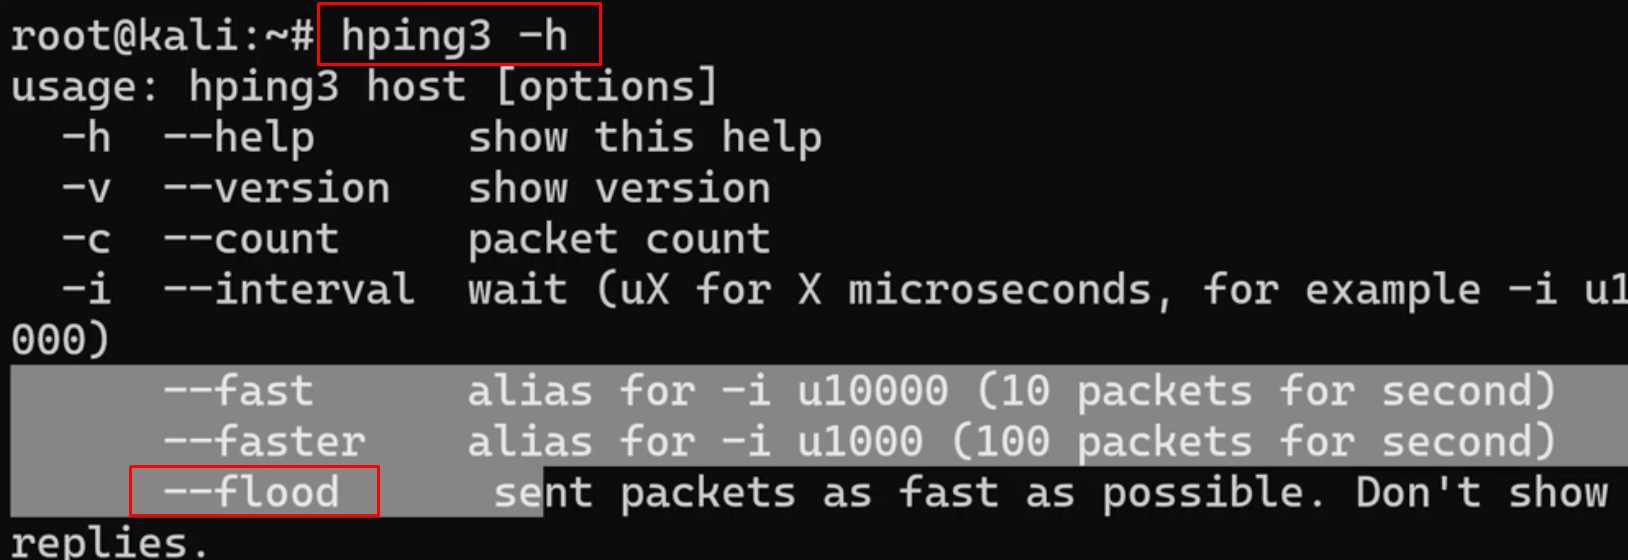 root@kali:~# hping3 -h
usage: hping3 host [options]
  -h  --help      show this help
  -v  --version   show version
  -c  --count     packet count
  -i  --interval  wait (uX for X microseconds, for example -i u1
000)
      --fast      alias for -i u10000 (10 packets for second)
      --faster    alias for -i u1000 (100 packets for second)
      --flood      sent packets as fast as possible. Don't show
replies.